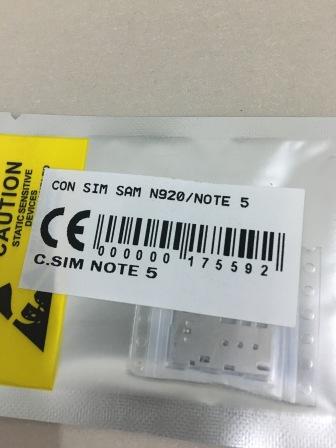 CON SIM SAM N920/NOTE 5
CE
000000 175592
C.SIM NOTE 5
CAUTION
STATIC SENSITIVE
DEVICES